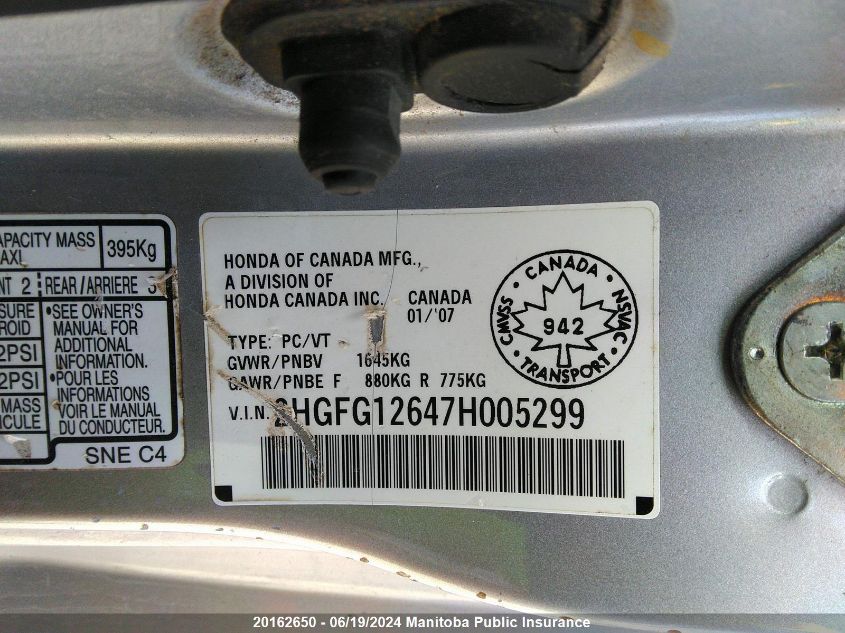 APACITY MASS
AXI
395Kg
NT 2 REAR/ARRIERE 3
SURE
ROID
2PSI
2PSI
MASS
ICULE
•SEE OWNER'S
MANUAL FOR
ADDITIONAL
INFORMATION
•POUR LES
INFORMATIONS
VOIR MANUEL
DU CONDUCTEUR.
SNE C4
HONDA OF CANADA MFG.,
A DIVISION OF
HONDA CANADA INC.
CANADA
01/'07
TYPE: PC/VT
GVWR/PNBV 1645KG
GAWR/PNBE F 880KG R 775KG
V.I.N. 2HGFG12647H005299
CANADA
CMVSS
NSVAC
942
TRANSPORT
20162650 - 06/19/2024 Manitoba Public Insurance